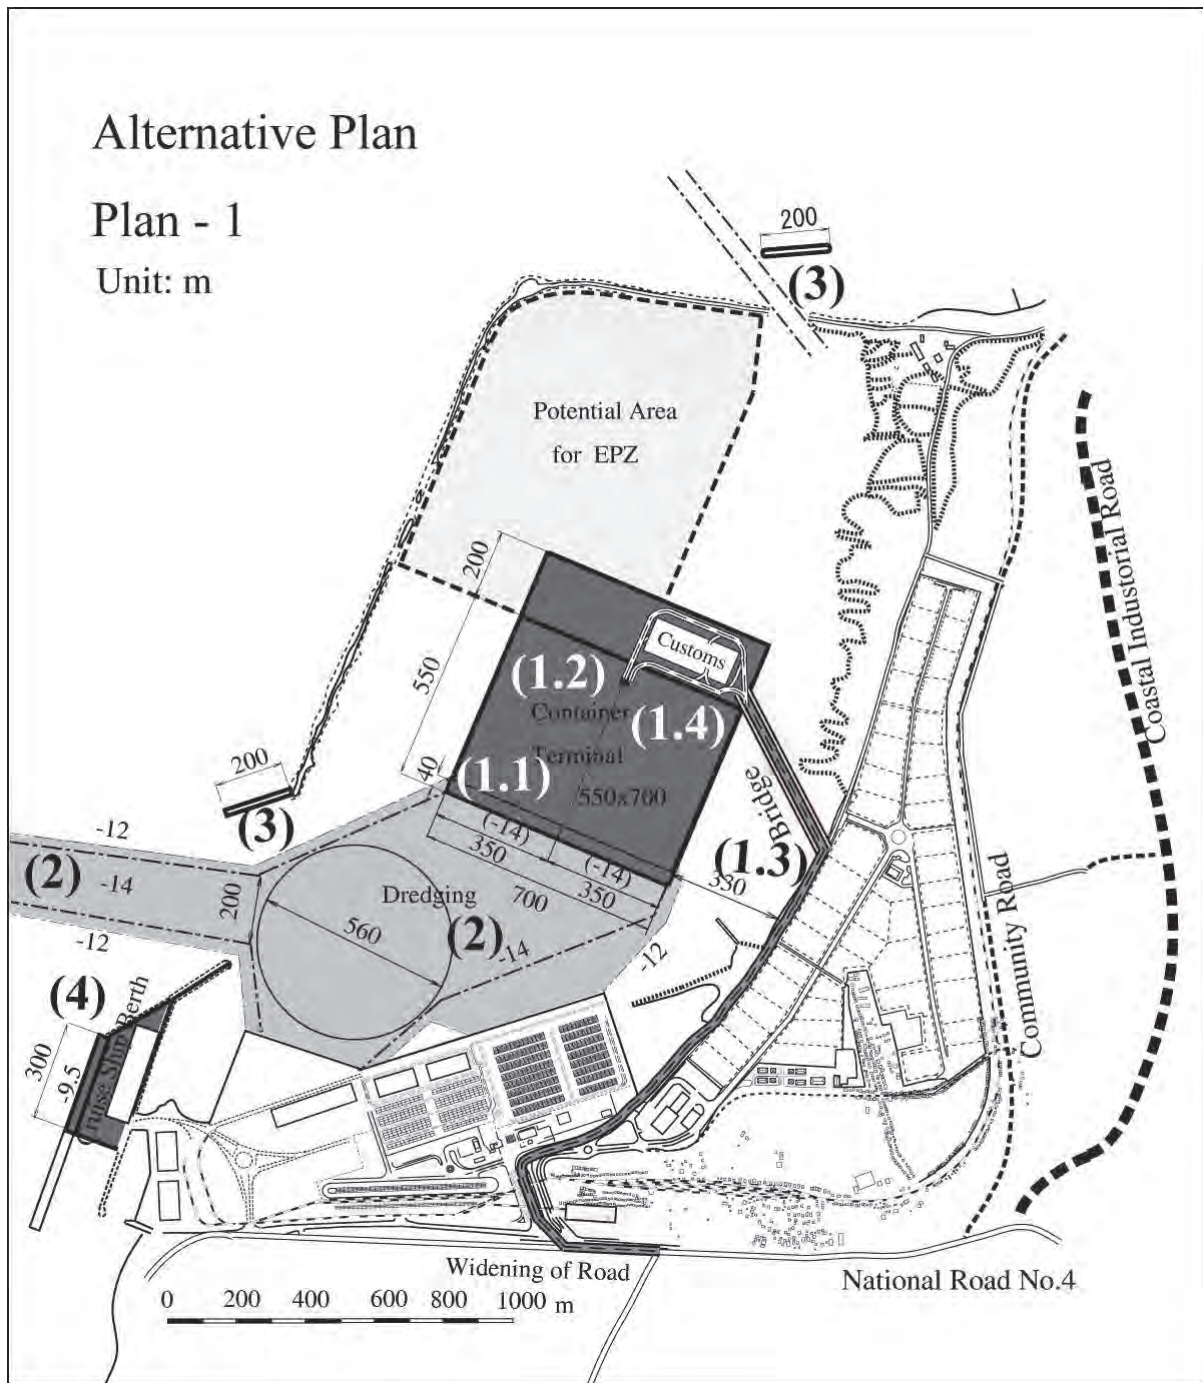 Alternative Plan
Plan - 1
Unit: m
200
(3)
Potential Area
for EPZ
200
550
Customs
(1.2)
Container
(1.4)
Terminal
40
(1.1)
550x700
Bridge
Coastal Industorial Road
200
(3)
(-14)
350
(-14)
350
700
(1.3)
330
-12
(2)
-14
200
-12
Dredging
560
(2)
-14
-12
Community Road
(4)
300
-9.5
Cruise Ship Berth
Widening of Road
National Road No.4
0 200 400 600 800 1000 m